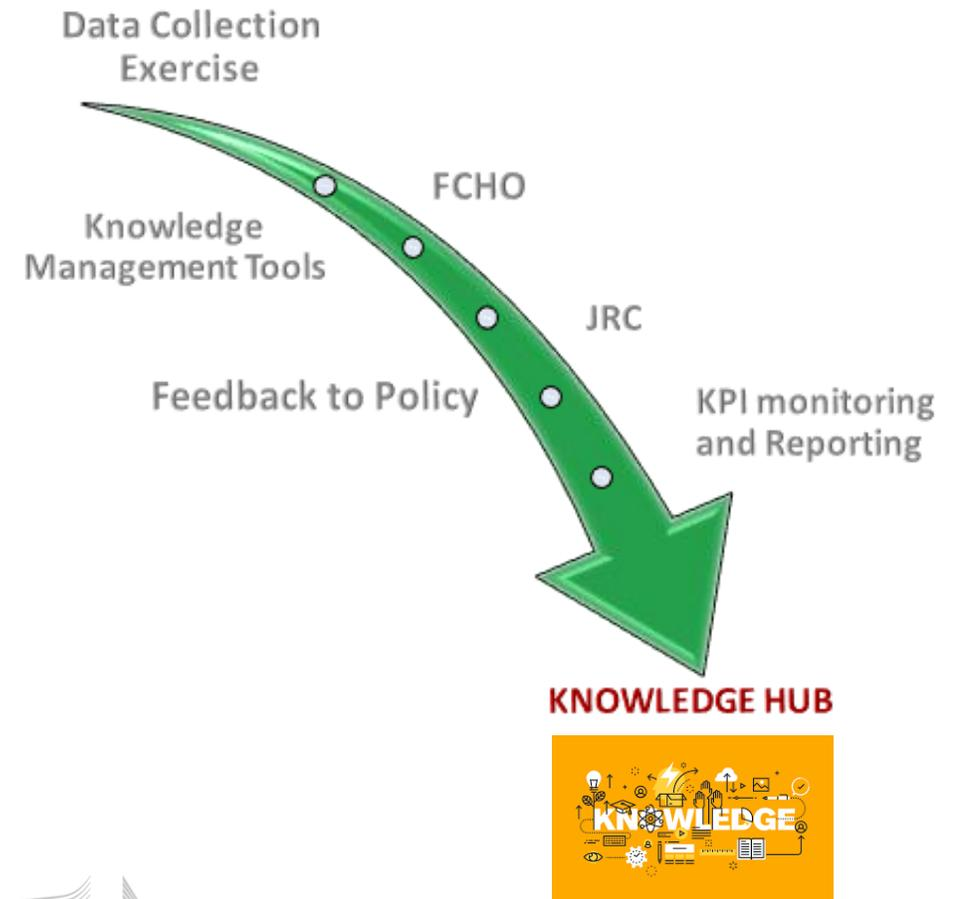 Data Collection
Exercise
FCHO
Knowledge
Management Tools
JRC
Feedback to Policy
KPI monitoring
and Reporting
KNOWLEDGE HUB
KNOWLEDGE